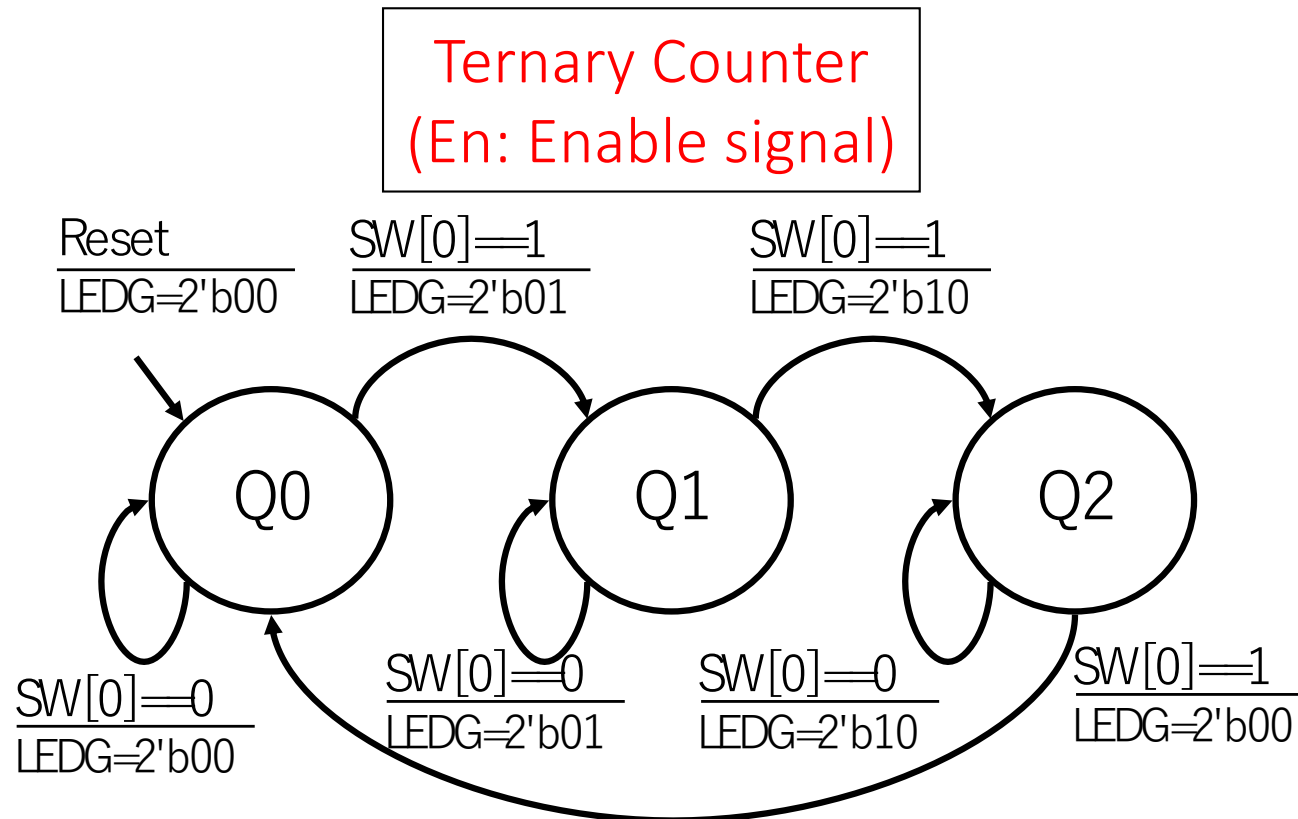 Ternary Counter
(En: Enable signal)
Reset
LEDG=2'b00
SW[0]==1
LEDG=2'b01
SW[0]==1
LEDG=2'b10
Q0
Q1
Q2
SW[0]==0
LEDG=2'b00
SW[0]==0
LEDG=2'b01
SW[0]==0
LEDG=2'b10
SW[0]==1
LEDG=2'b00